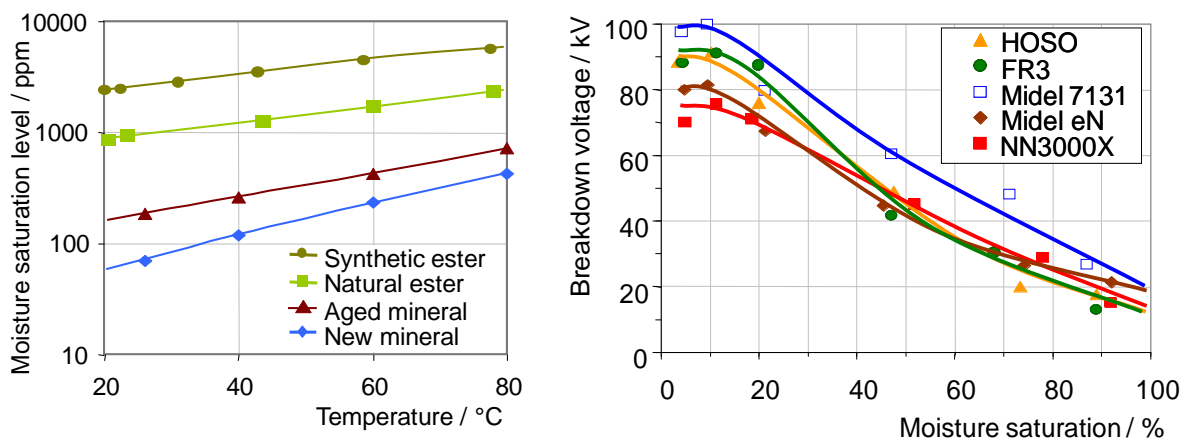 Moisture saturation level / ppm
10000
1000
100
10
20
40
60
80
Temperature / °C
Synthetic ester
Natural ester
Aged mineral
New mineral
Breakdown voltage / kV
100
80
60
40
20
0
0
20
40
60
80
100
Moisture saturation / %
HOSO
FR3
Midel 7131
Midel eN
NN3000X